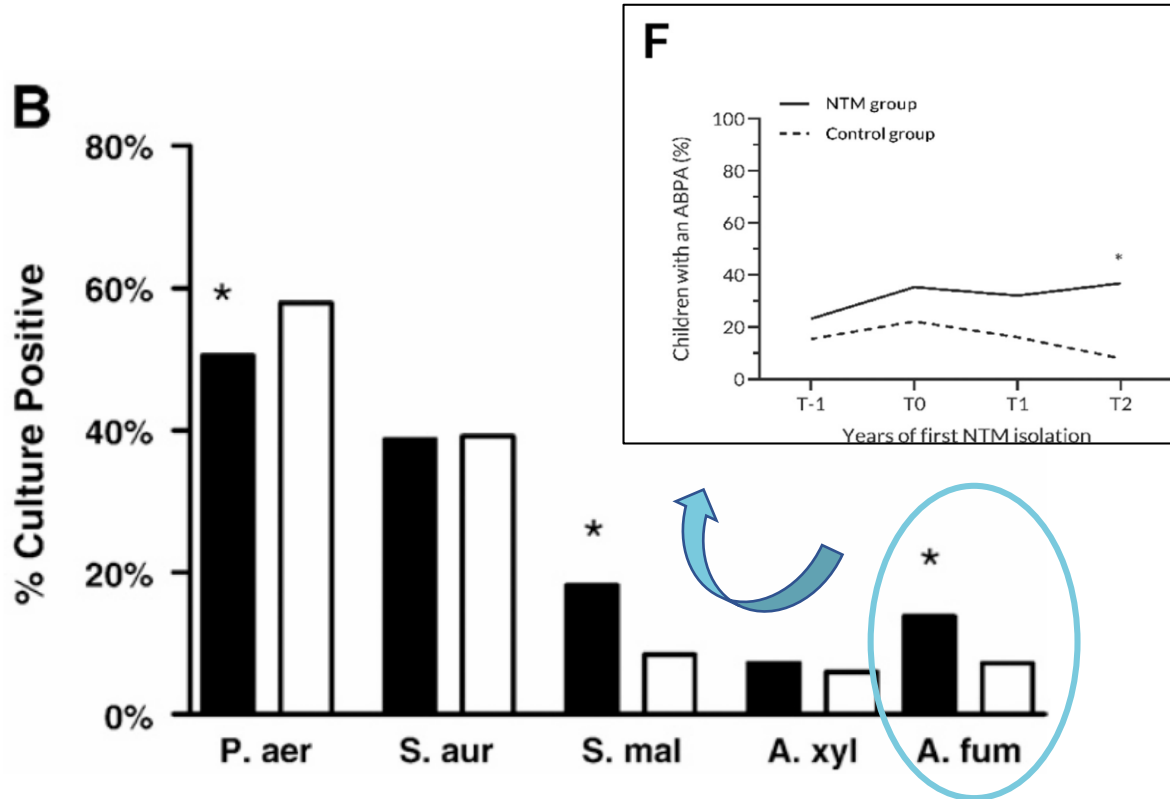 B
% Culture Positive
80%
60%
40%
20%
0%
*
*
*
P. aer
S. aur
S. mal
A. xyl
A. fum
F
NTM group
Control group
Children with an ABPA (%)
100
80
60
40
20
0
*
T-1
T0
T1
T2
Years of first NTM isolation